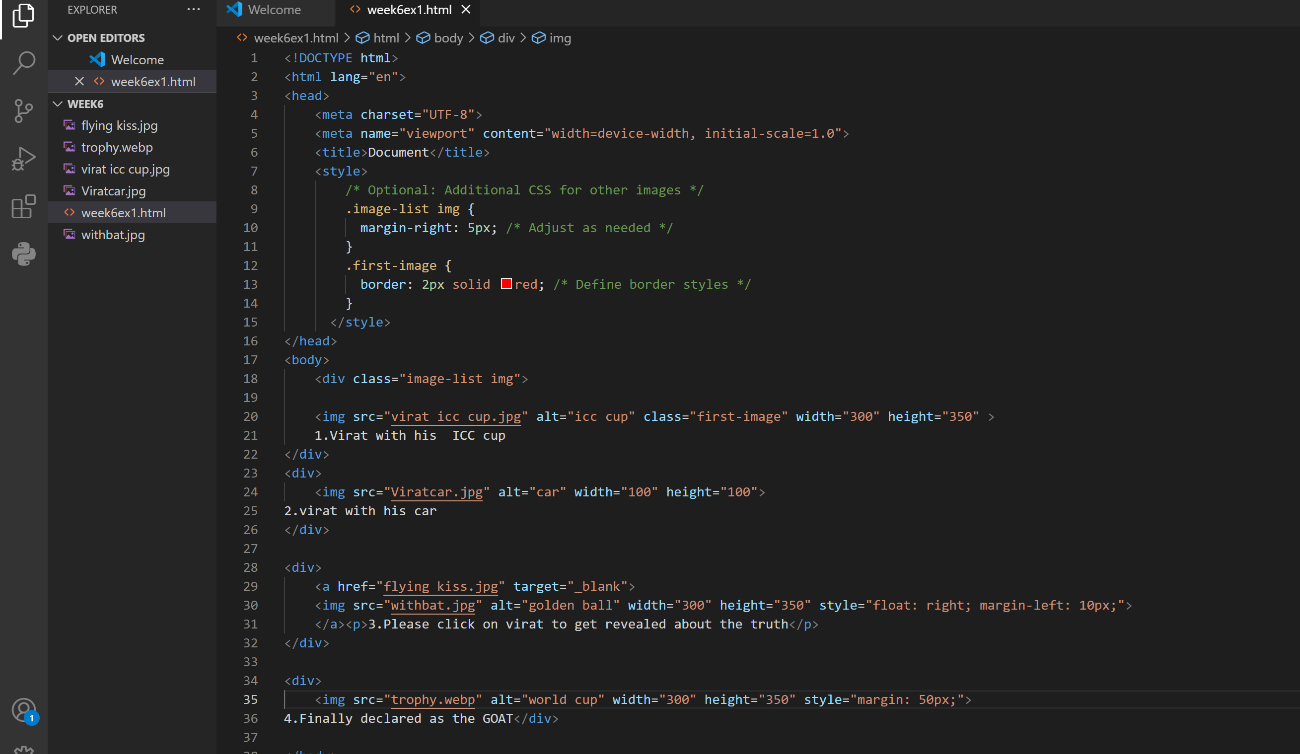 EXPLORER
···
Welcome
week6ex1.html
OPEN EDITORS
Welcome
week6ex1.html
WEEK6
flying kiss.jpg
trophy.webp
virat icc cup.jpg
Viratcar.jpg
week6ex1.html
withbat.jpg
1
week6ex1.html > html > body > div > img
1 <!DOCTYPE html>
2 <html lang="en">
3 <head>
4 <meta charset="UTF-8">
5 <meta name="viewport" content="width=device-width, initial-scale=1.0">
6 <title>Document</title>
7 <style>
8 /* Optional: Additional CSS for other images */
9 .image-list img {
10 margin-right: 5px; /* Adjust as needed */
11 }
12 .first-image {
13 border: 2px solid red; /* Define border styles */
14 }
15 </style>
16 </head>
17 <body>
18 <div class="image-list img">
19
20 <img src="virat icc cup.jpg" alt="icc cup" class="first-image" width="300" height="350" >
21 1.Virat with his  ICC cup
22 </div>
23 <div>
24 <img src="Viratcar.jpg" alt="car" width="100" height="100">
25 2.virat with his car
26 </div>
27
28 <div>
29 <a href="flying kiss.jpg" target="_blank">
30 <img src="withbat.jpg" alt="golden ball" width="300" height="350" style="float: right; margin-left: 10px;">
31 </a><p>3.Please click on virat to get revealed about the truth</p>
32 </div>
33
34 <div>
35 <img src="trophy.webp" alt="world cup" width="300" height="350" style="margin: 50px;">
36 4.Finally declared as the GOAT</div>
37